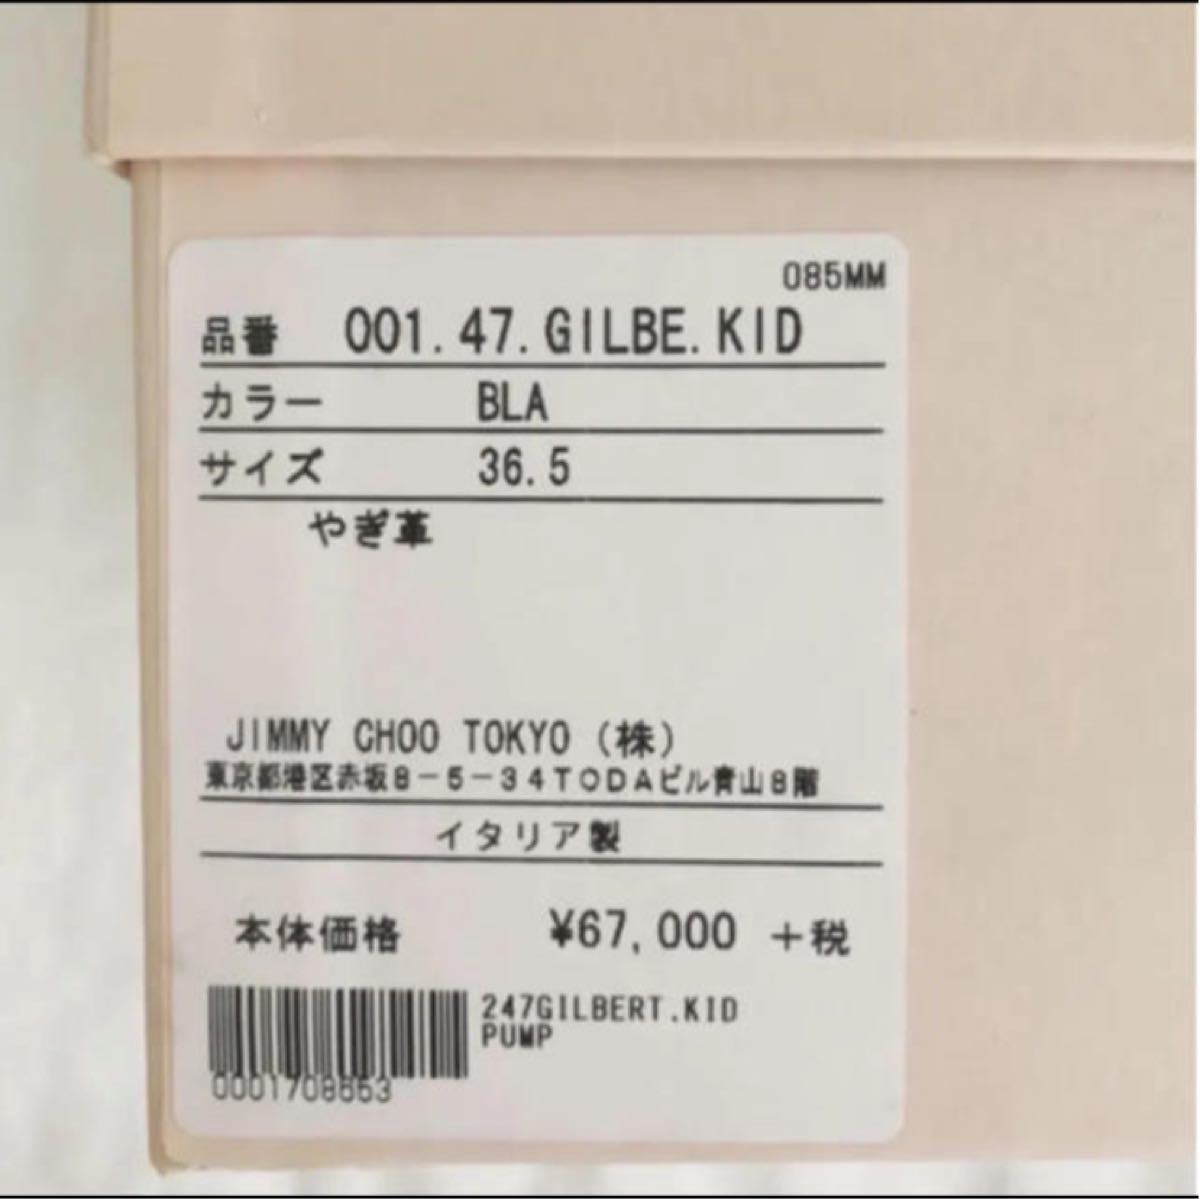 085MM
品番 001.47.GILBE.KID
カラー BLA
サイズ 36.5
やぎ革
JIMMY CHOO TOKYO (株)
東京都港区赤坂8-5-34TODAビル青山8階
イタリア製
本体価格 ¥67,000 +税
247GILBERT.KID
PUMP